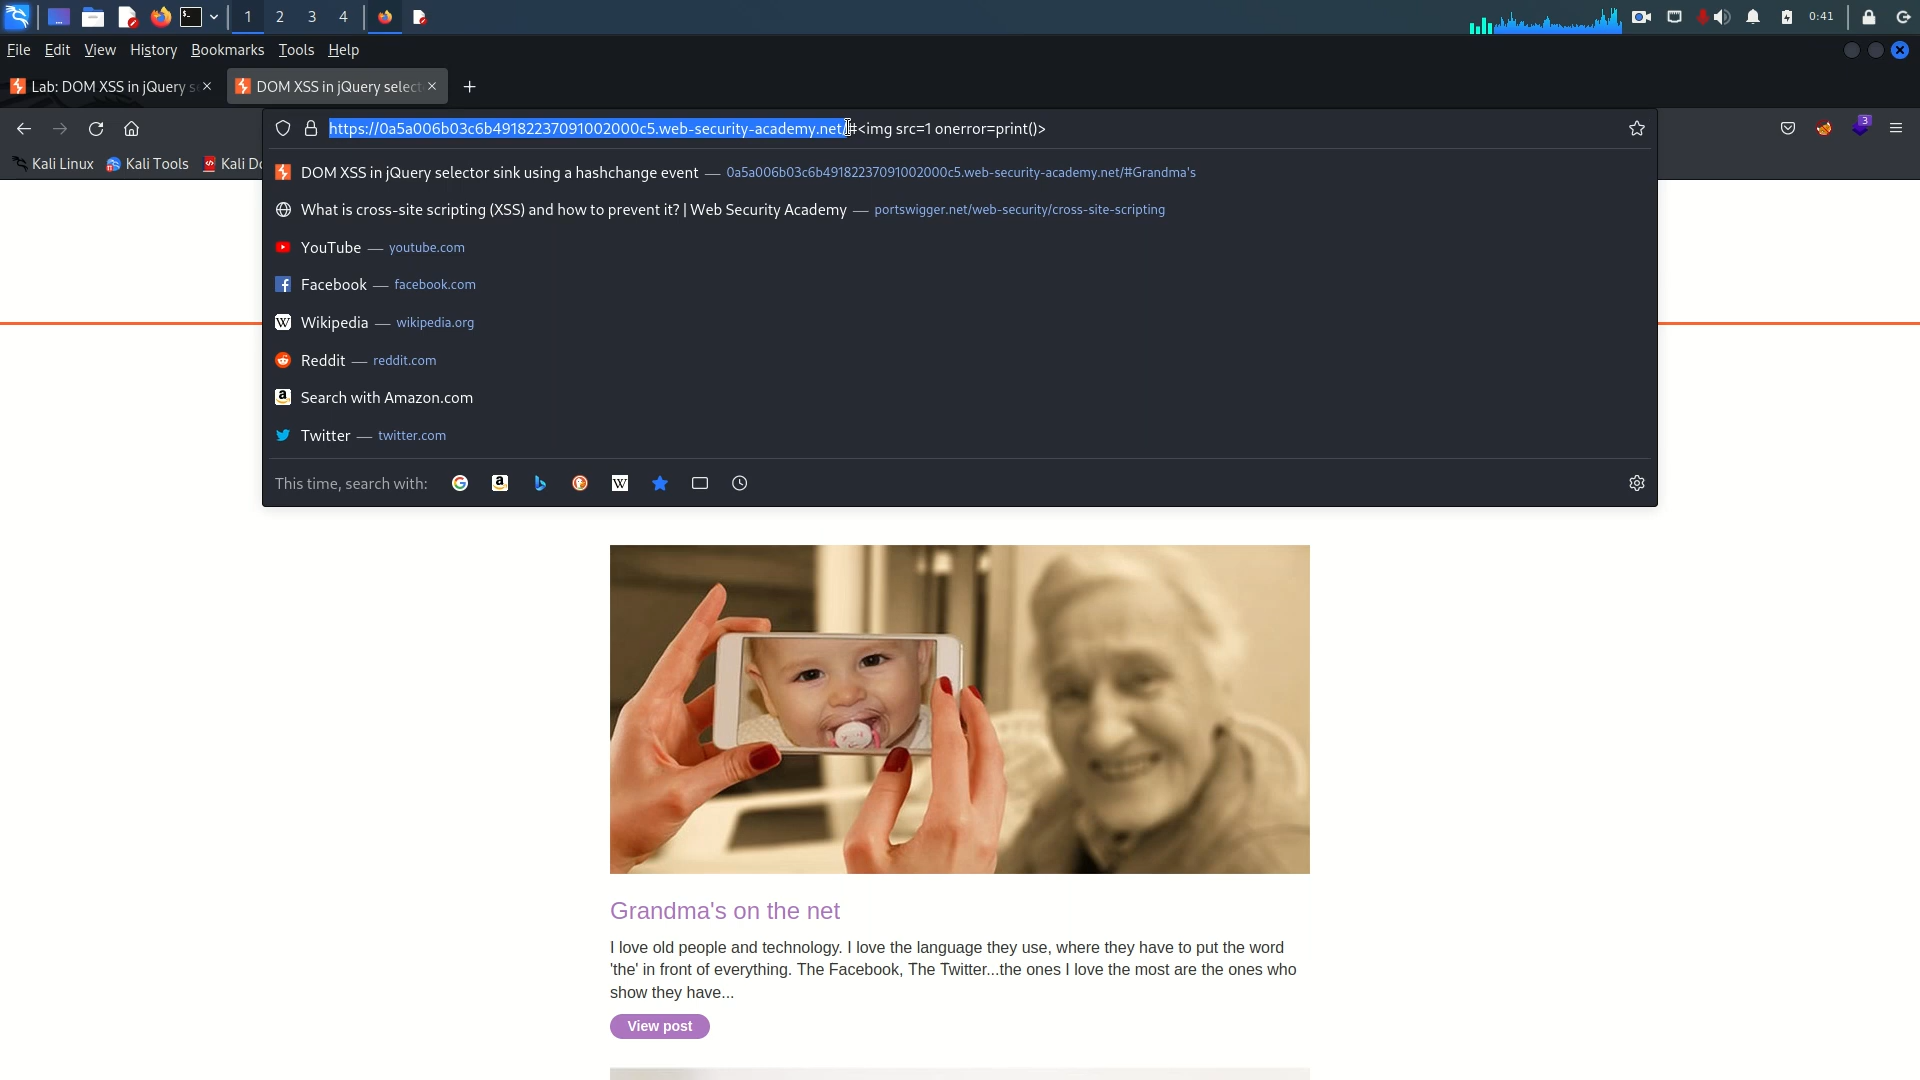 1 2 3 4 0:41
File Edit View History Bookmarks Tools Help
Lab: DOM XSS in jQuery s
DOM XSS in jQuery select
https://0a5a006b03c6b49182237091002000c5.web-security-academy.net/#<img src=1 onerror=print()>
3
Kali Linux Kali Tools Kali Do
DOM XSS in jQuery selector sink using a hashchange event — 0a5a006b03c6b49182237091002000c5.web-security-academy.net/#Grandma's
What is cross-site scripting (XSS) and how to prevent it? | Web Security Academy — portswigger.net/web-security/cross-site-scripting
YouTube — youtube.com
Facebook — facebook.com
Wikipedia — wikipedia.org
Reddit — reddit.com
Search with Amazon.com
Twitter — twitter.com
This time, search with:
Grandma's on the net
I love old people and technology. I love the language they use, where they have to put the word
'the' in front of everything. The Facebook, The Twitter...the ones I love the most are the ones who
show they have...
View post